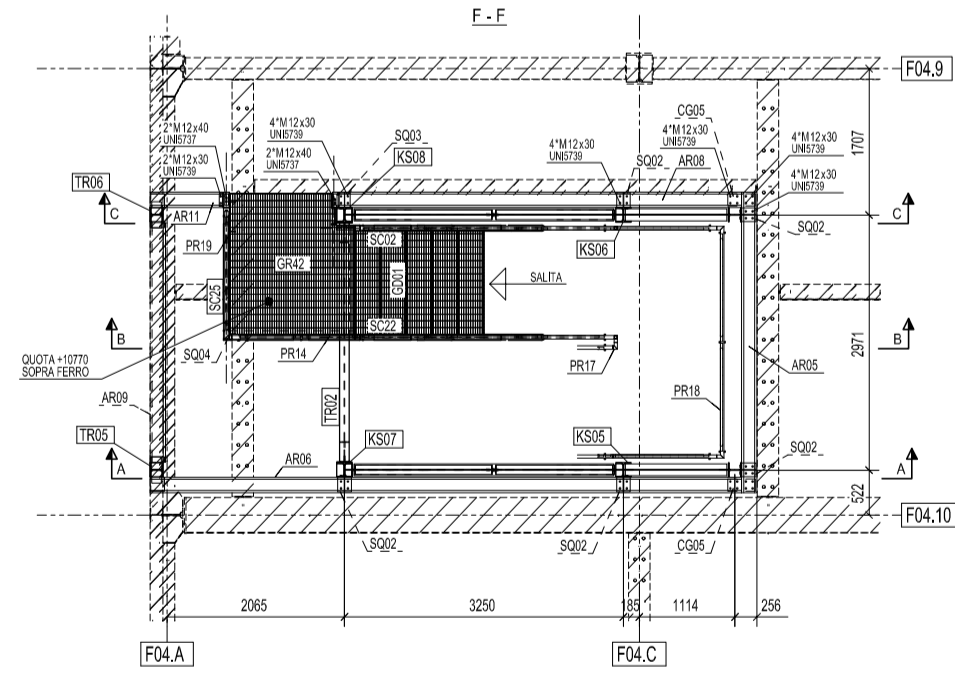 F - F
F04.9
2*M12x40
UNI5737
4*M12x30
UNI5739
SQ03
CG05
4*M12x30
UNI5739
4*M12x30
UNI5739
1707
2*M12x30
UNI5739
2*M12x40
UNI5737
KS08
4*M12x30
UNI5739
SQ02
AR08
4*M12x30
UNI5739
TR06
C
AR11
C
SQ02
PR19
SC02
KS06
GR42
GD01
SALITA
SC25
B
SC22
B
QUOTA +10770
SOPRA FERRO
SQ04
PR14
PR17
AR05
2971
PR18
AR09
TR02
TR05
KS07
KS05
SQ02
A
AR06
A
522
F04.10
SQ02
SQ02
CG05
2065
3250
185
1114
256
F04.A
F04.C